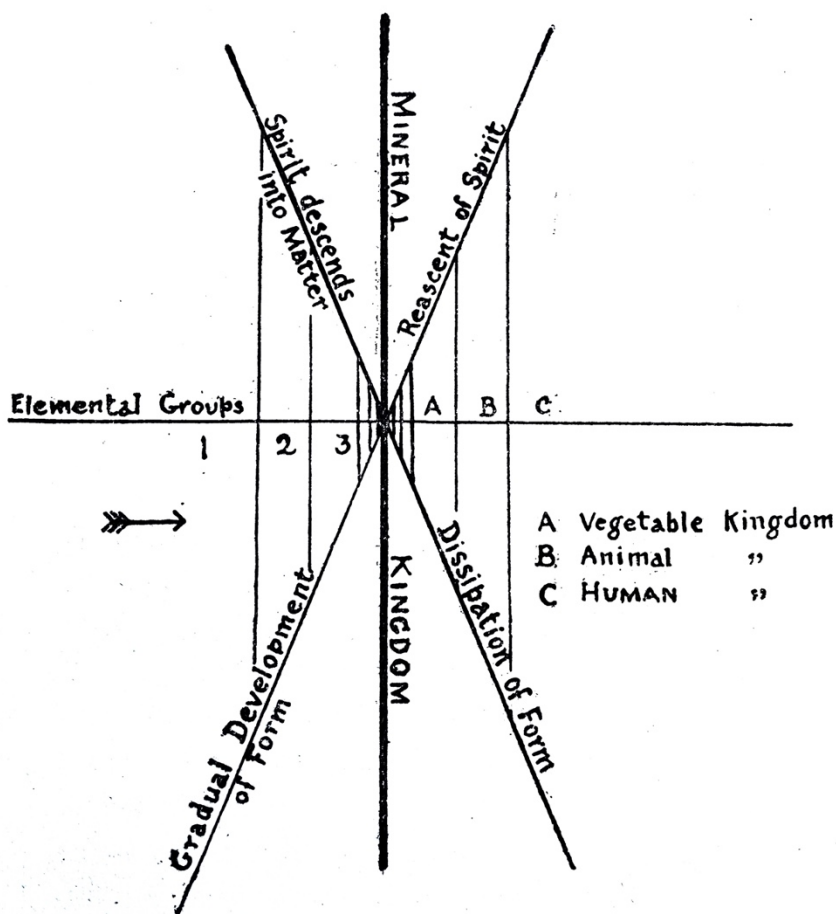 Spirit descends
into Matter
MINERAL
Reascent of Spirit
Elemental Groups
1 2 3 A B C
A Vegetable Kingdom
B Animal „
C HUMAN „
KINGDOM
Gradual Development
of Form
Dissipation of Form